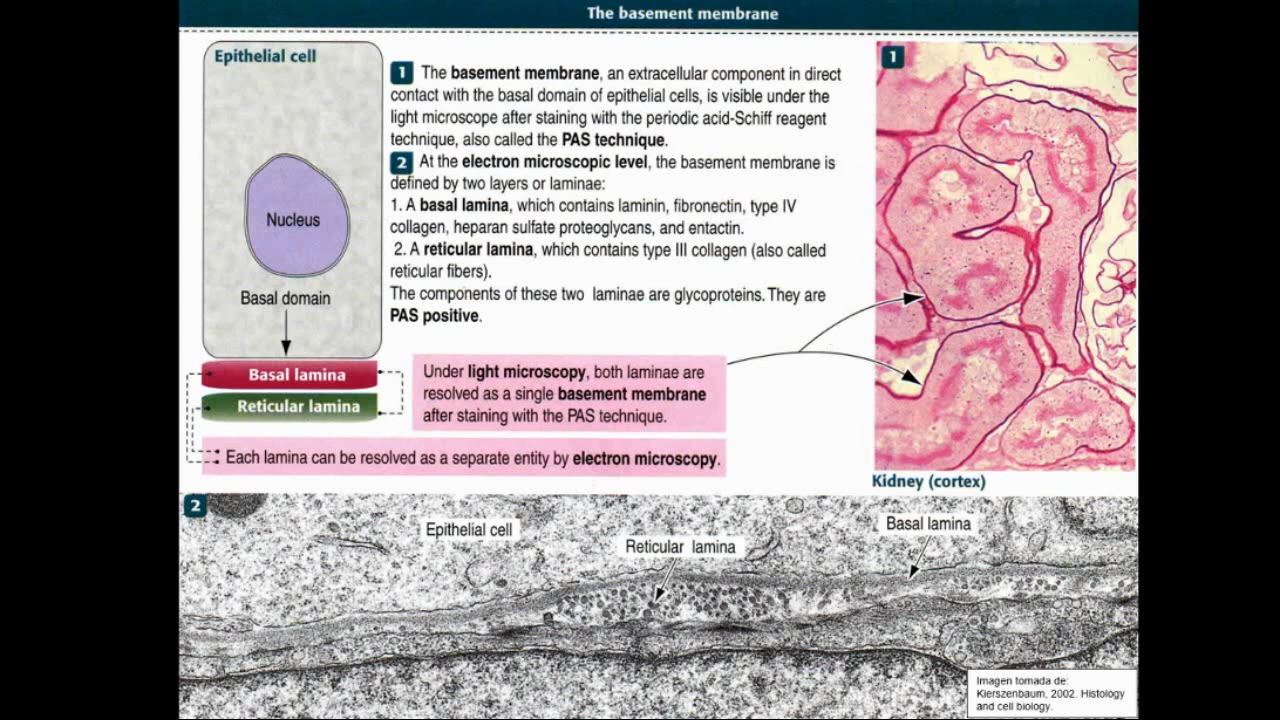 The basement membrane
Epithelial cell
Nucleus
Basal domain
Basal lamina
Reticular lamina
1 The basement membrane, an extracellular component in direct
contact with the basal domain of epithelial cells, is visible under the
light microscope after staining with the periodic acid-Schiff reagent
technique, also called the PAS technique.
2 At the electron microscopic level, the basement membrane is
defined by two layers or laminae:
1. A basal lamina, which contains laminin, fibronectin, type IV
collagen, heparan sulfate proteoglycans, and entactin.
2. A reticular lamina, which contains type III collagen (also called
reticular fibers).
The components of these two laminae are glycoproteins. They are
PAS positive.
Under light microscopy, both laminae are
resolved as a single basement membrane
after staining with the PAS technique.
Each lamina can be resolved as a separate entity by electron microscopy.
1
Kidney (cortex)
2
Epithelial cell
Reticular lamina
Basal lamina
Imagen tomada de:
Kierszenbaum, 2002. Histology
and cell biology.